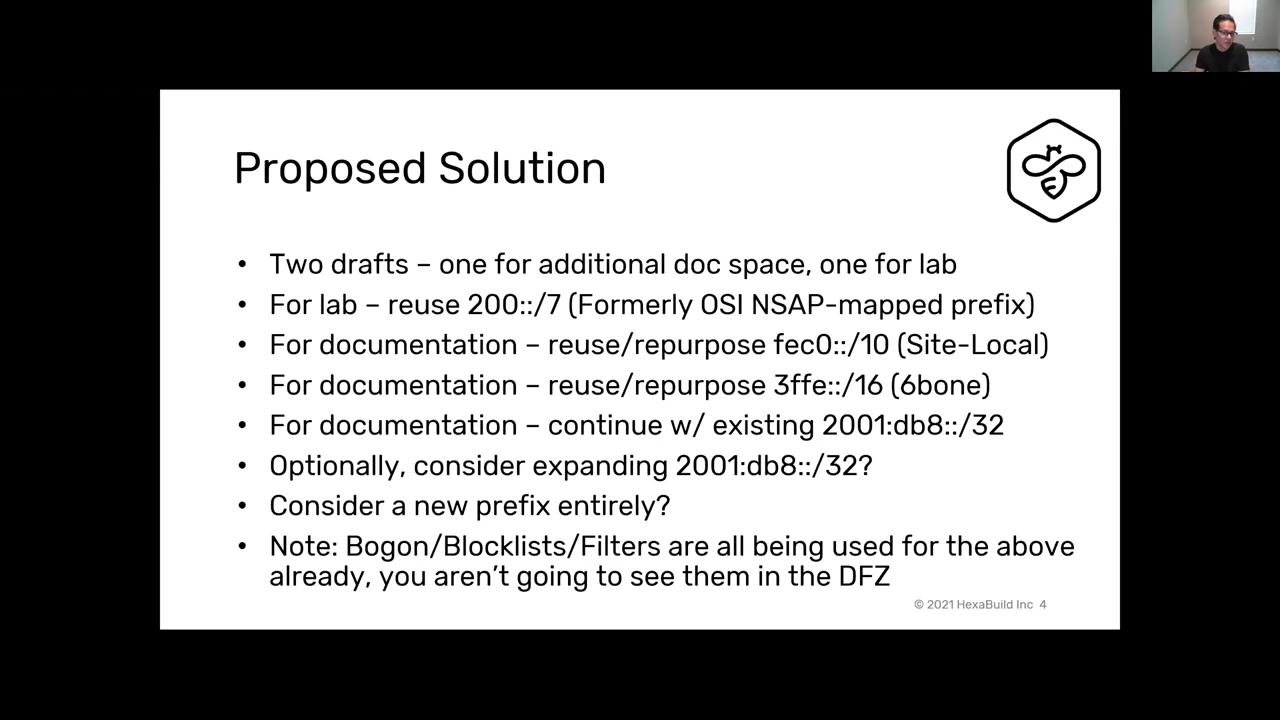 Proposed Solution
• Two drafts – one for additional doc space, one for lab
• For lab – reuse 200::/7 (Formerly OSI NSAP-mapped prefix)
• For documentation – reuse/repurpose fec0::/10 (Site-Local)
• For documentation – reuse/repurpose 3ffe::/16 (6bone)
• For documentation – continue w/ existing 2001:db8::/32
• Optionally, consider expanding 2001:db8::/32?
• Consider a new prefix entirely?
• Note: Bogon/Blocklists/Filters are all being used for the above
already, you aren’t going to see them in the DFZ
© 2021 HexaBuild Inc 4